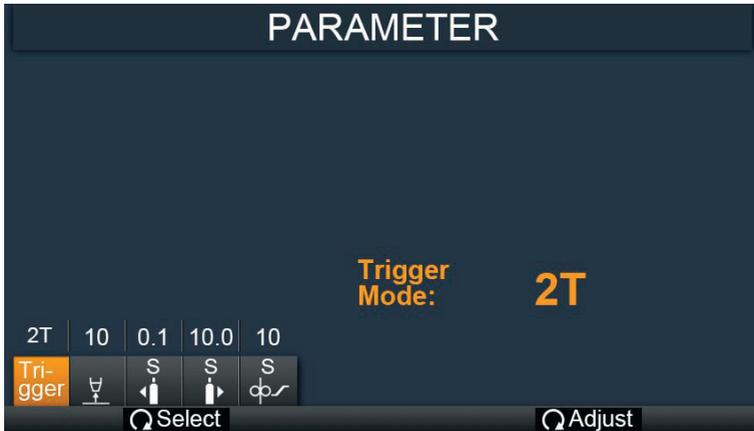 PARAMETER
Trigger
Mode:
2T
2T 10 0.1 10.0 10
Tri-
gger
S S S
Select Adjust